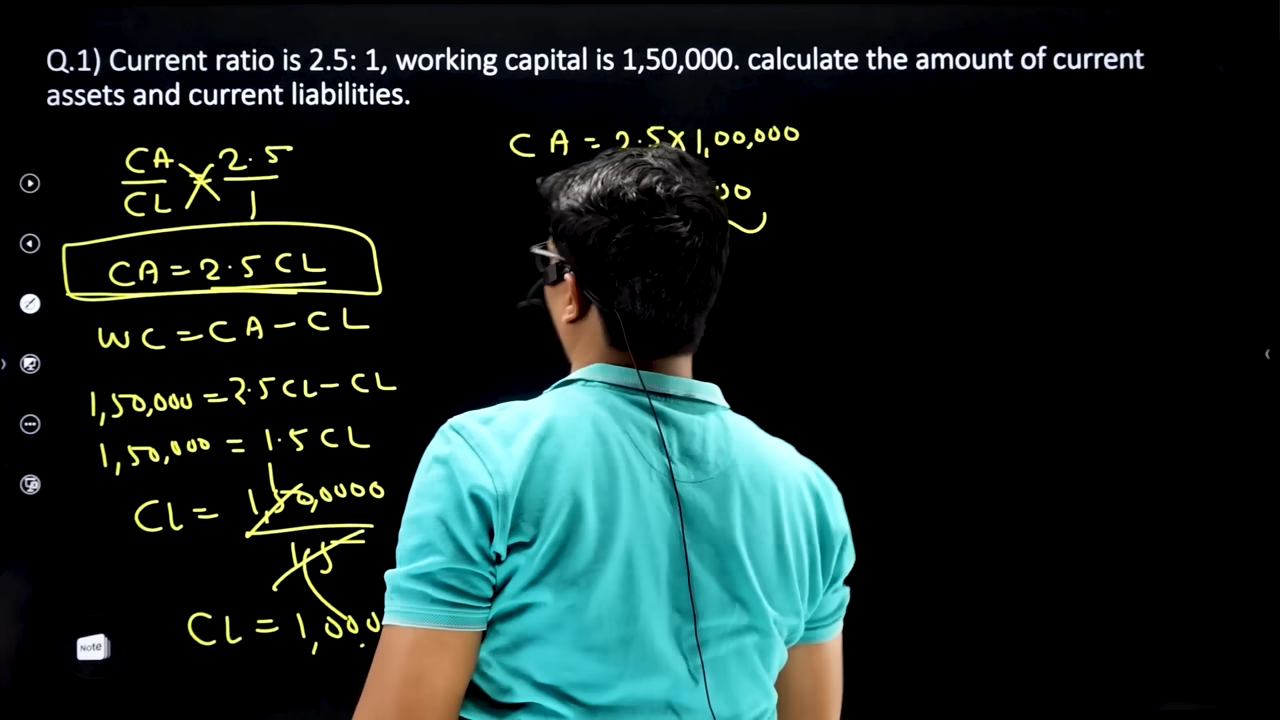 Q.1) Current ratio is 2.5: 1, working capital is 1,50,000. calculate the amount of current
assets and current liabilities.
CA 2.5
CL 1
CA = 2.5 CL
WC = CA - CL
1,50,000 = 2.5 CL - CL
1,50,000 = 1.5 CL
CL = 1,50,0000
1.5
CL = 1,00,0
CA = 2.5 X 1,00,000
00
Note